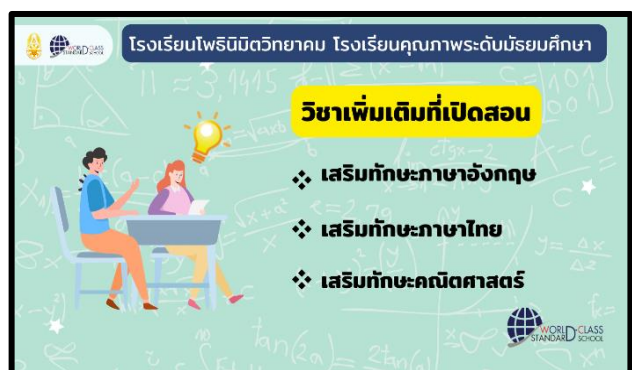 WORLD-CLASS
STANDARD SCHOOL
โรงเรียนโพธินิมิตวิทยาคม โรงเรียนคุณภาพระดับมัธยมศึกษา
วิชาเพิ่มเติมที่เปิดสอน
❖ เสริมทักษะภาษาอังกฤษ
❖ เสริมทักษะภาษาไทย
❖ เสริมทักษะคณิตศาสตร์
WORLD-CLASS
STANDARD SCHOOL